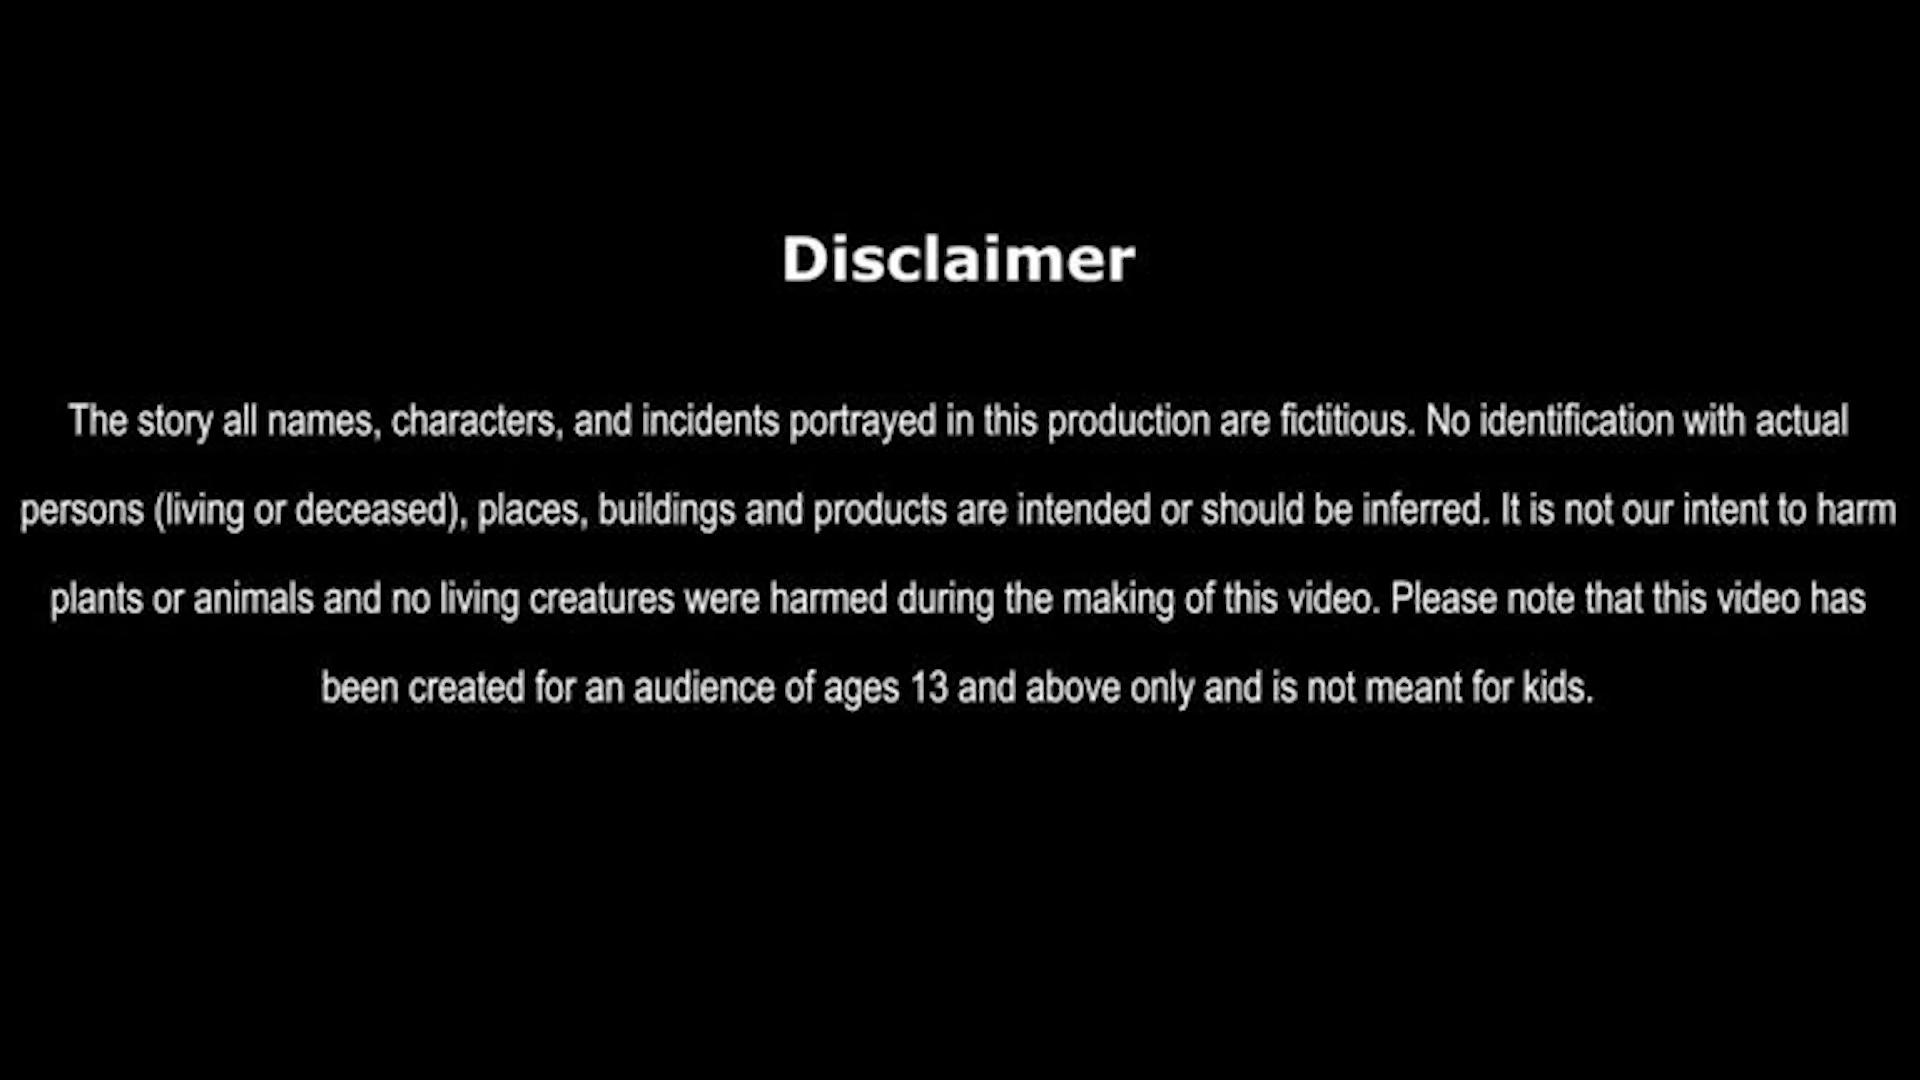 Disclaimer
The story all names, characters, and incidents portrayed in this production are fictitious. No identification with actual
persons (living or deceased), places, buildings and products are intended or should be inferred. It is not our intent to harm
plants or animals and no living creatures were harmed during the making of this video. Please note that this video has
been created for an audience of ages 13 and above only and is not meant for kids.